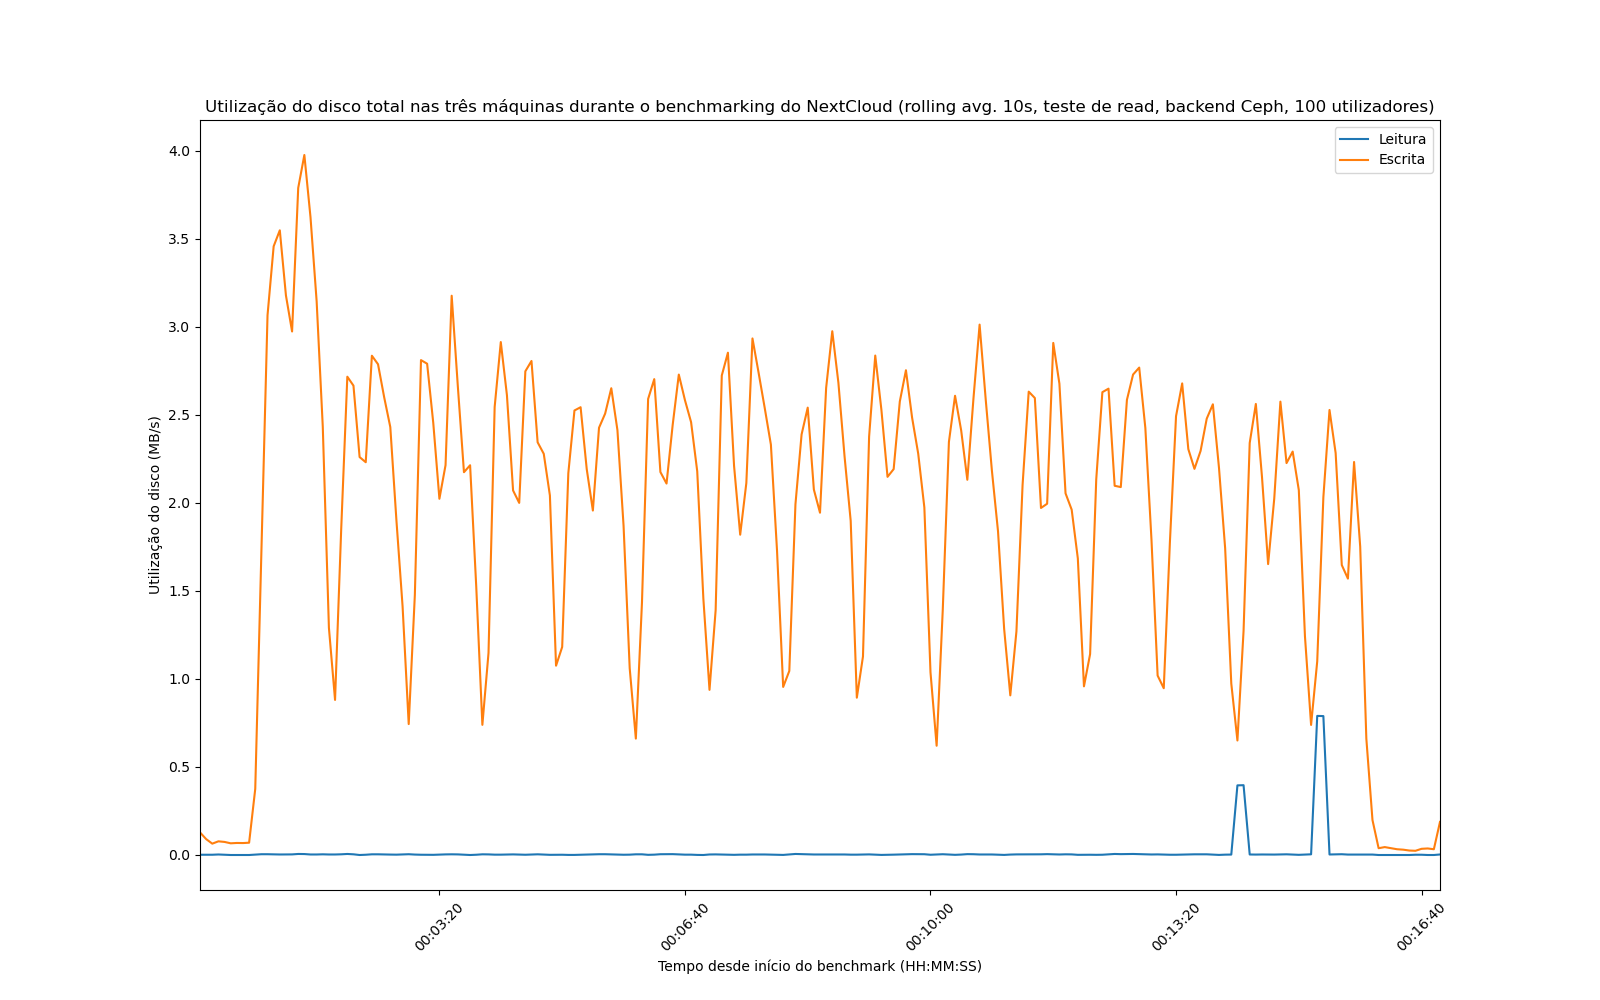 Utilização do disco total nas três máquinas durante o benchmarking do NextCloud (rolling avg. 10s, teste de read, backend Ceph, 100 utilizadores)
Leitura
Escrita
Utilização do disco (MB/s)
4.0
3.5
3.0
2.5
2.0
1.5
1.0
0.5
0.0
00:03:20
00:06:40
00:10:00
00:13:20
00:16:40
Tempo desde início do benchmark (HH:MM:SS)